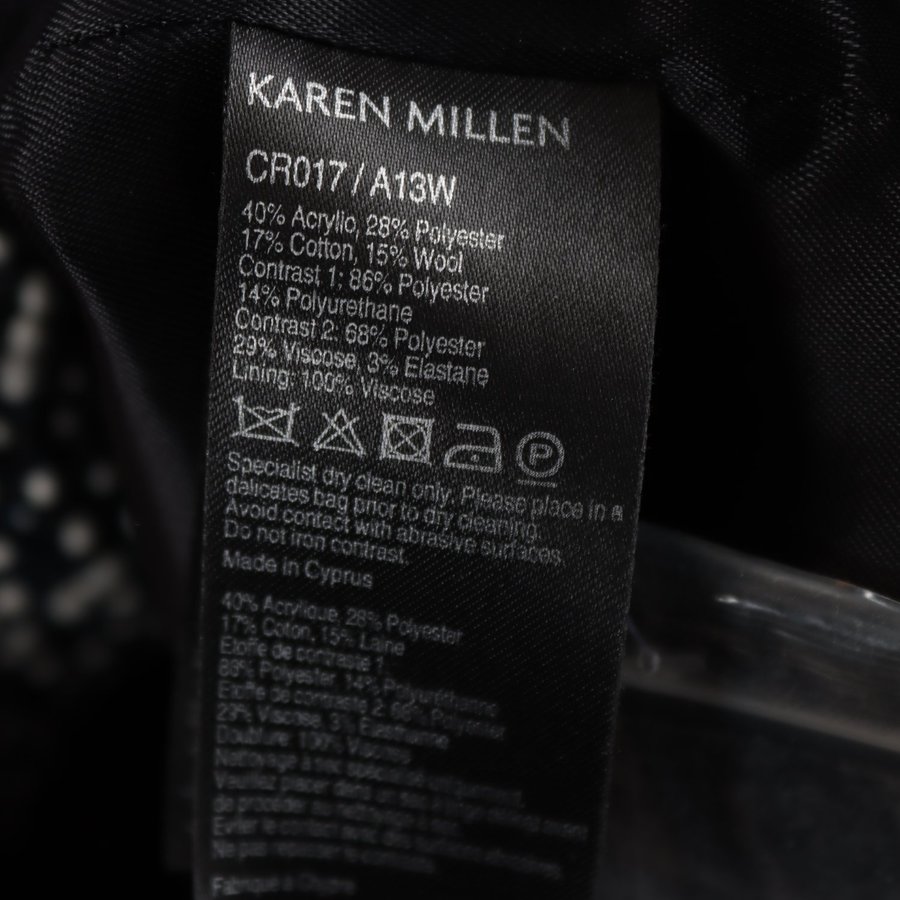 KAREN MILLEN
CR017 / A13W
40% Acrylic, 28% Polyester
17% Cotton, 15% Wool
Contrast 1: 86% Polyester
14% Polyurethane
Contrast 2: 68% Polyester
29% Viscose, 3% Elastane
Lining: 100% Viscose
P
Specialist dry clean only. Please place in a
delicates bag prior to dry cleaning.
Avoid contact with abrasive surfaces.
Do not iron contrast.
Made in Cyprus
40% Acrylique, 28% Polyester
17% Coton, 15% Laine
Etoffe de contraste 1.
86% Polyester, 14% Polyuréthanne
Etoffe de contraste 2. 68% Polyester
29% Viscose, 3% Elasthanne
Doublure: 100% Viscose